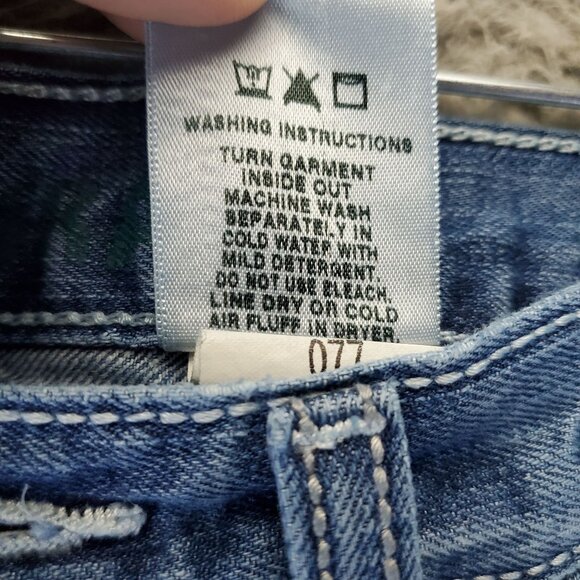 WASHING INSTRUCTIONS
TURN GARMENT
INSIDE OUT
MACHINE WASH
SEPARATELY IN
COLD WATER WITH
MILD DETERGENT.
DO NOT USE BLEACH.
LINE DRY OR COLD
AIR FLUFF IN DRYER
077